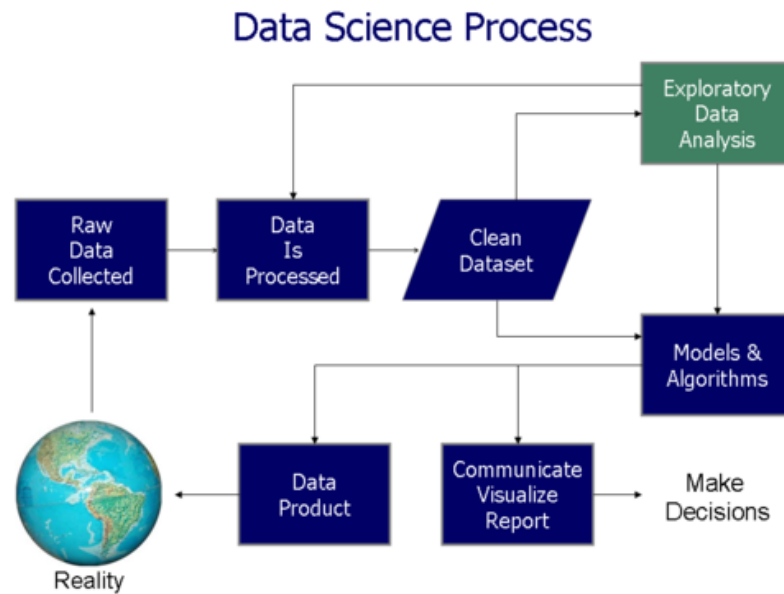 Data Science Process
Exploratory
Data
Analysis
Raw
Data
Collected
Data
Is
Processed
Clean
Dataset
Models &
Algorithms
Data
Product
Communicate
Visualize
Report
Make
Decisions
Reality